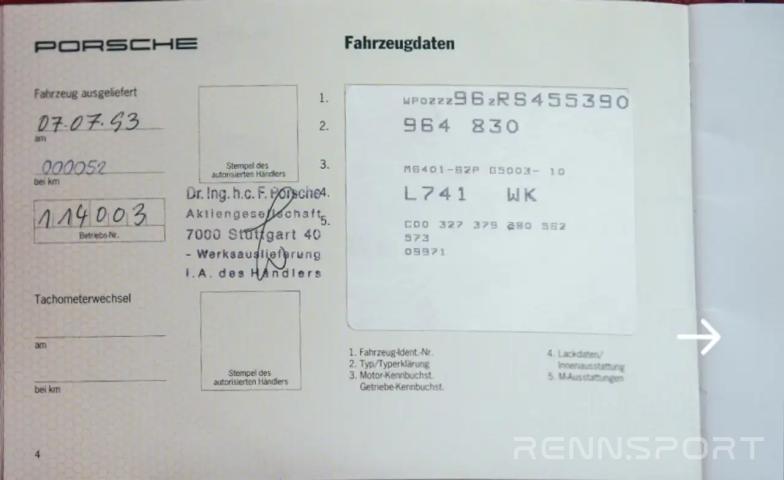 PORSCHE
Fahrzeugdaten
Fahrzeug ausgeliefert
07.07.93
am
000052
bei km
114003
Betriebs-Nr.
Stempel des
autorisierten Händlers
Dr. Ing. h.c. F. Porsche
Aktiengesellschaft
7000 Stuttgart 40
- Werksauslieferung
I.A. des Händlers
Tachometerwechsel
am
bei km
Stempel des
autorisierten Händlers
1. WP0ZZZ96ZRS455390
2. 964 830
3. M6401-62P G5003- 10
4. L741 WK
5. C00 327 379 280 562
573
09971
1. Fahrzeug-Ident.-Nr.
2. Typ/Typerklärung
3. Motor-Kennbuchst.
Getriebe-Kennbuchst.
4. Lackdaten/
Innenausstattung
5. M-Ausstattungen
4
RENNSPORT